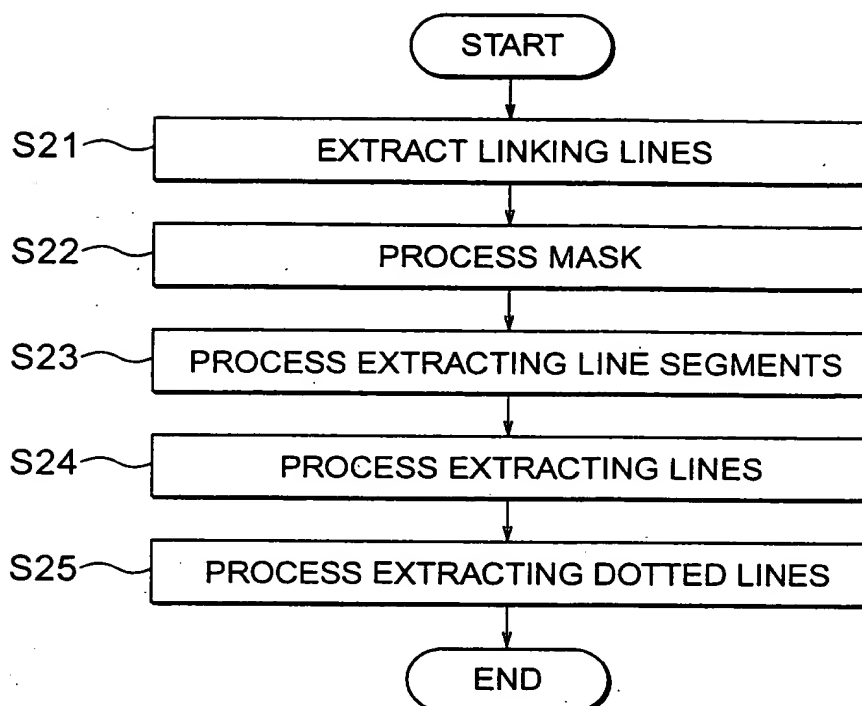 START
S21 EXTRACT LINKING LINES
S22 PROCESS MASK
S23 PROCESS EXTRACTING LINE SEGMENTS
S24 PROCESS EXTRACTING LINES
S25 PROCESS EXTRACTING DOTTED LINES
END